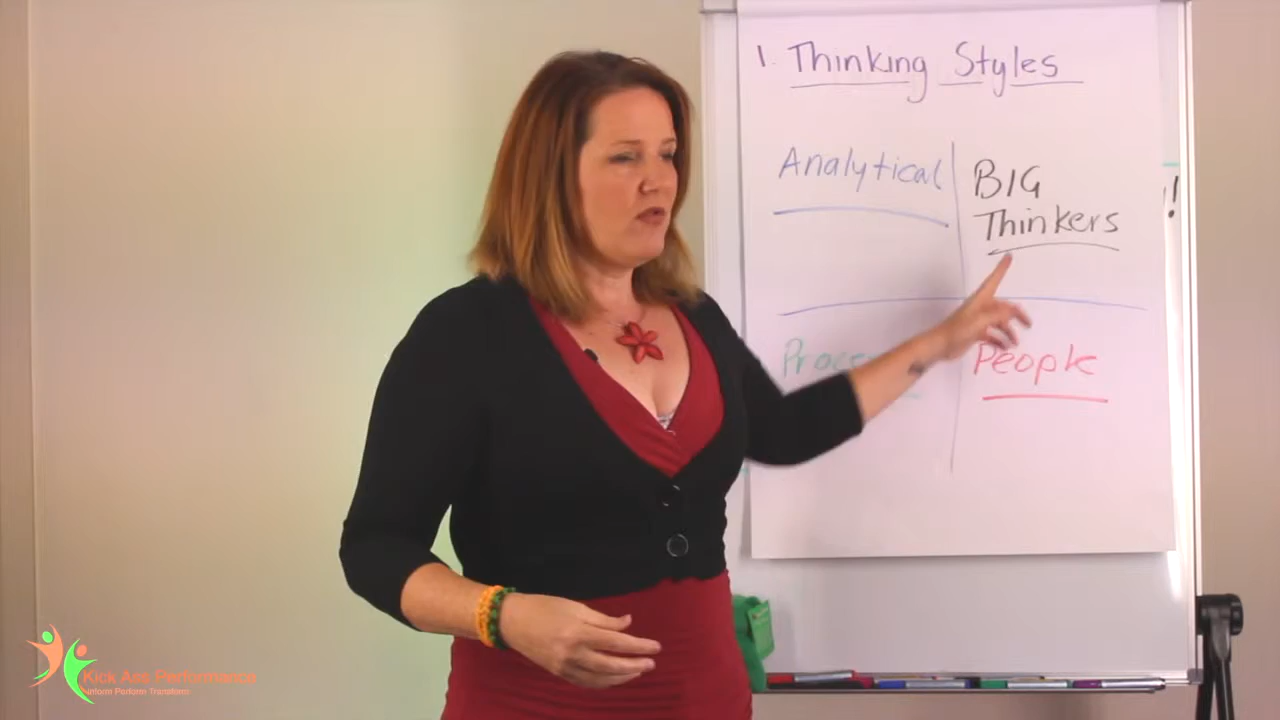 1. Thinking Styles
Analytical
BIG
Thinkers
People
!
Kick Ass Performance
Inform Perform Transform